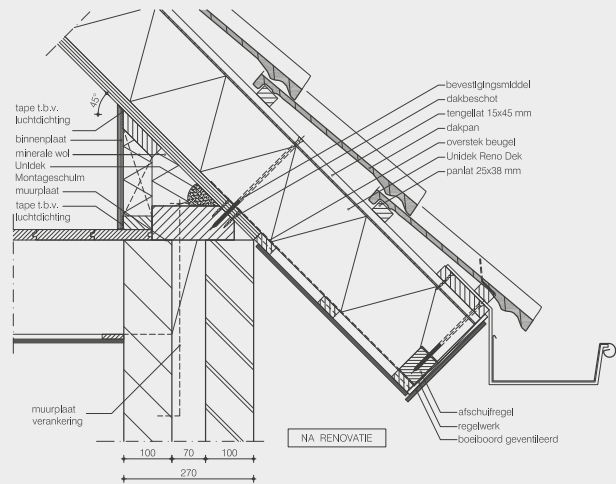 45°
tape t.b.v.
luchtdichting
binnenplaat
minerale wol
Unidek
Montageschuim
muurplaat
tape t.b.v.
luchtdichting
bevestigingsmiddel
dakbeschot
tengellat 15x45 mm
dakpan
overstek beugel
Unidek Reno Dek
panlat 25x38 mm
muurplaat
verankering
afschuifregel
regelwerk
boeiboord geventileerd
NA RENOVATIE
100 70 100
270